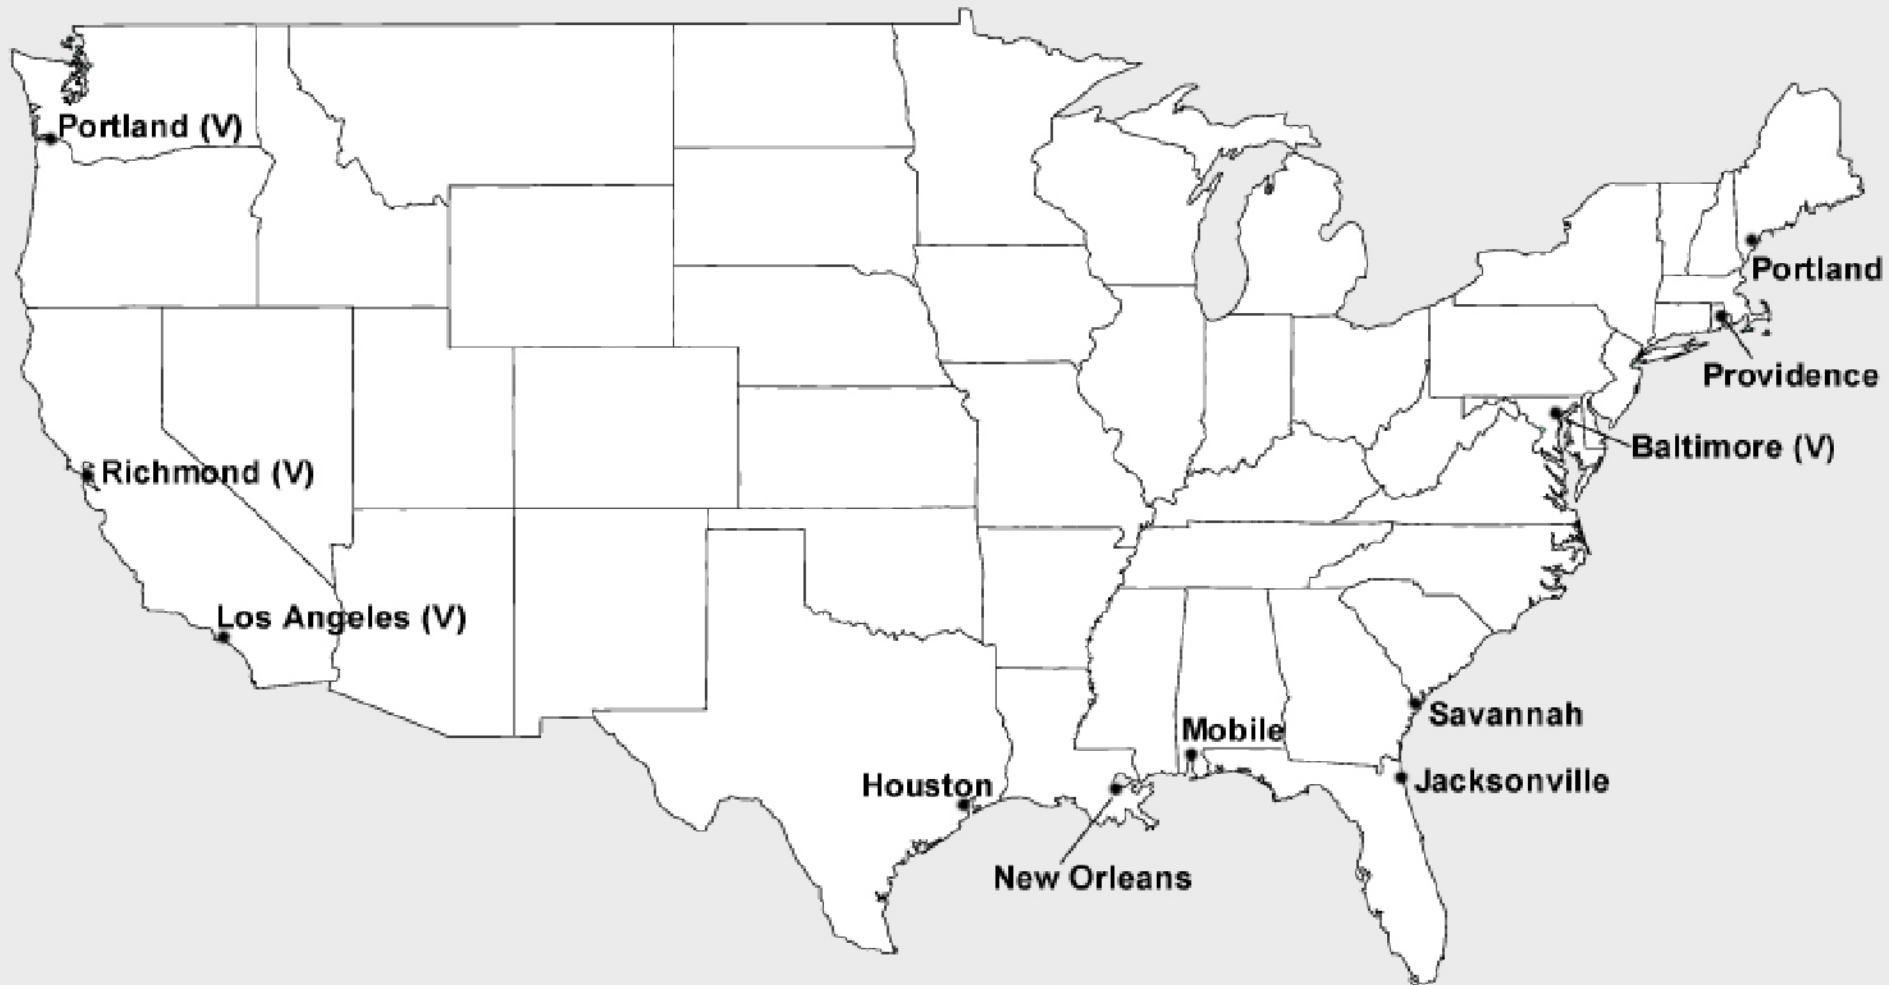 Portland (V)
Portland
Providence
Baltimore (V)
Richmond (V)
Los Angeles (V)
Savannah
Mobile
Jacksonville
Houston
New Orleans